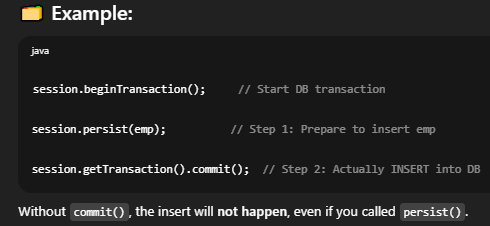 🗂️ Example:
java
session.beginTransaction();     // Start DB transaction
session.persist(emp);          // Step 1: Prepare to insert emp
session.getTransaction().commit();  // Step 2: Actually INSERT into DB
Without commit(), the insert will not happen, even if you called persist().